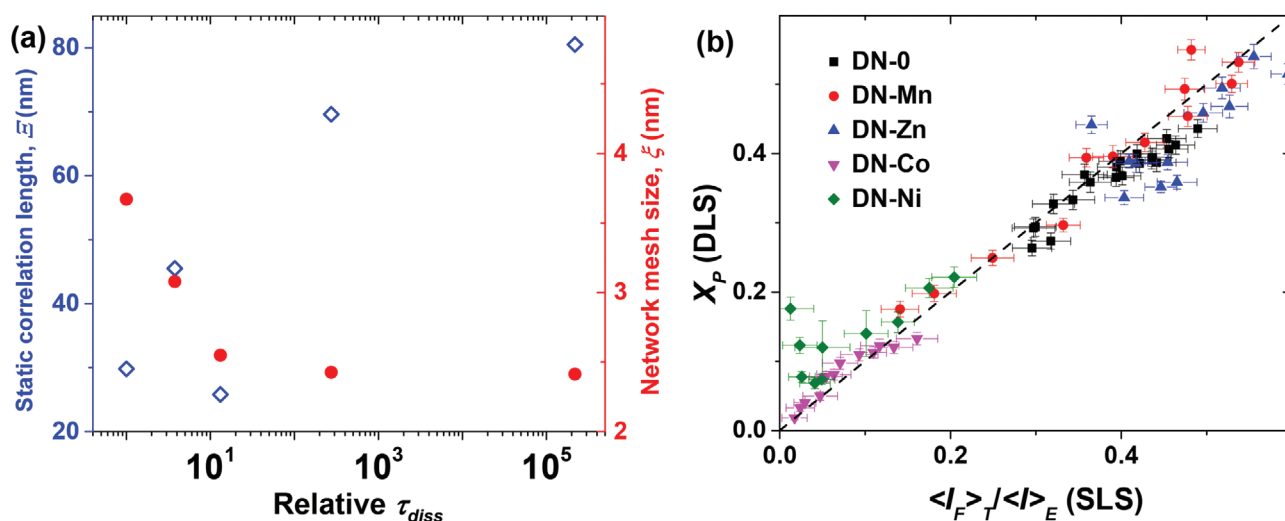 (a)
80
60
40
20
Static correlation length, Ξ (nm)
10¹
10³
10⁵
Relative τdiss
4
3
2
Network mesh size, ξ (nm)
(b)
DN-0
DN-Mn
DN-Zn
DN-Co
DN-Ni
0.4
0.2
0.0
XP (DLS)
0.0
0.2
0.4
<IF>T/<I>E (SLS)